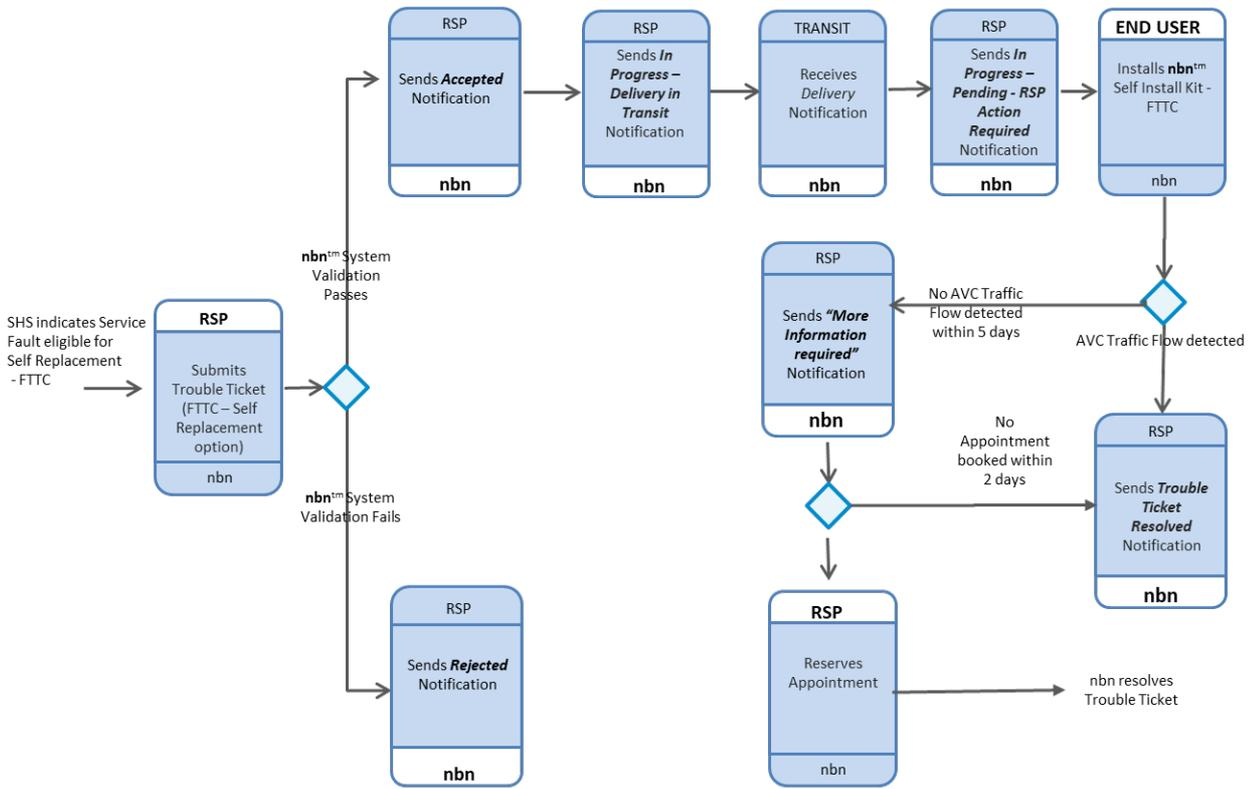 RSP
Sends Accepted
Notification
nbn
RSP
Sends In
Progress –
Delivery in
Transit
Notification
nbn
TRANSIT
Receives
Delivery
Notification
nbn
RSP
Sends In
Progress –
Pending - RSP
Action
Required
Notification
nbn
END USER
Installs nbn™
Self Install Kit -
FTTC
nbn
nbn™ System
Validation
Passes
SHS indicates Service
Fault eligible for
Self Replacement
- FTTC
RSP
Submits
Trouble Ticket
(FTTC – Self
Replacement
option)
nbn
nbn™ System
Validation Fails
RSP
Sends Rejected
Notification
nbn
RSP
Sends “More
Information
required”
Notification
nbn
No AVC Traffic
Flow detected
within 5 days
AVC Traffic Flow detected
No
Appointment
booked within
2 days
RSP
Sends Trouble
Ticket
Resolved
Notification
nbn
RSP
Reserves
Appointment
nbn
nbn resolves
Trouble Ticket